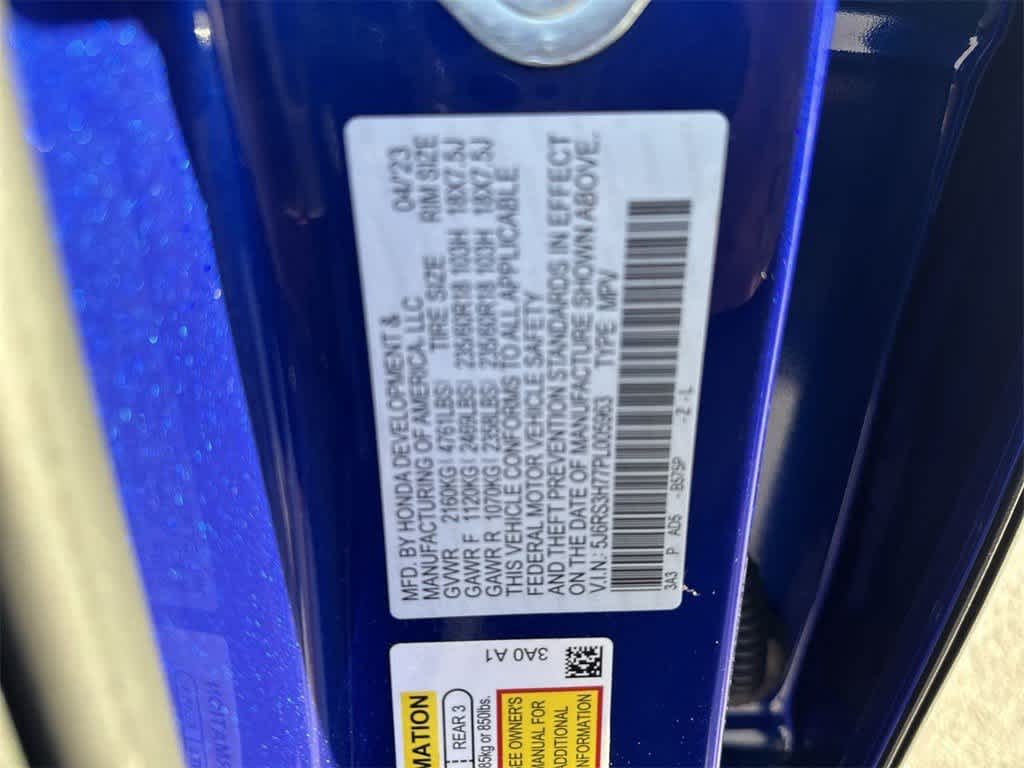 MFD. BY HONDA DEVELOPMENT &
MANUFACTURING OF AMERICA, LLC 04/23
TIRE SIZE RIM SIZE
GVWR 2160KG( 4761LBS)
GAWR F 1120KG( 2469LBS) 235/60R18 103H 18X7.5J
GAWR R 1070KG( 2358LBS) 235/60R18 103H 18X7.5J
THIS VEHICLE CONFORMS TO ALL APPLICABLE
FEDERAL MOTOR VEHICLE SAFETY
AND THEFT PREVENTION STANDARDS IN EFFECT
ON THE DATE OF MANUFACTURE SHOWN ABOVE.
V.I.N.: 5J6RS3H77PL005963 TYPE: MPV
3A3 P AD5 -B575P -Z-L
3A0 A1
MATION
REAR 3
85kg or 850lbs.
SEE OWNER'S
MANUAL FOR
ADDITIONAL
INFORMATION